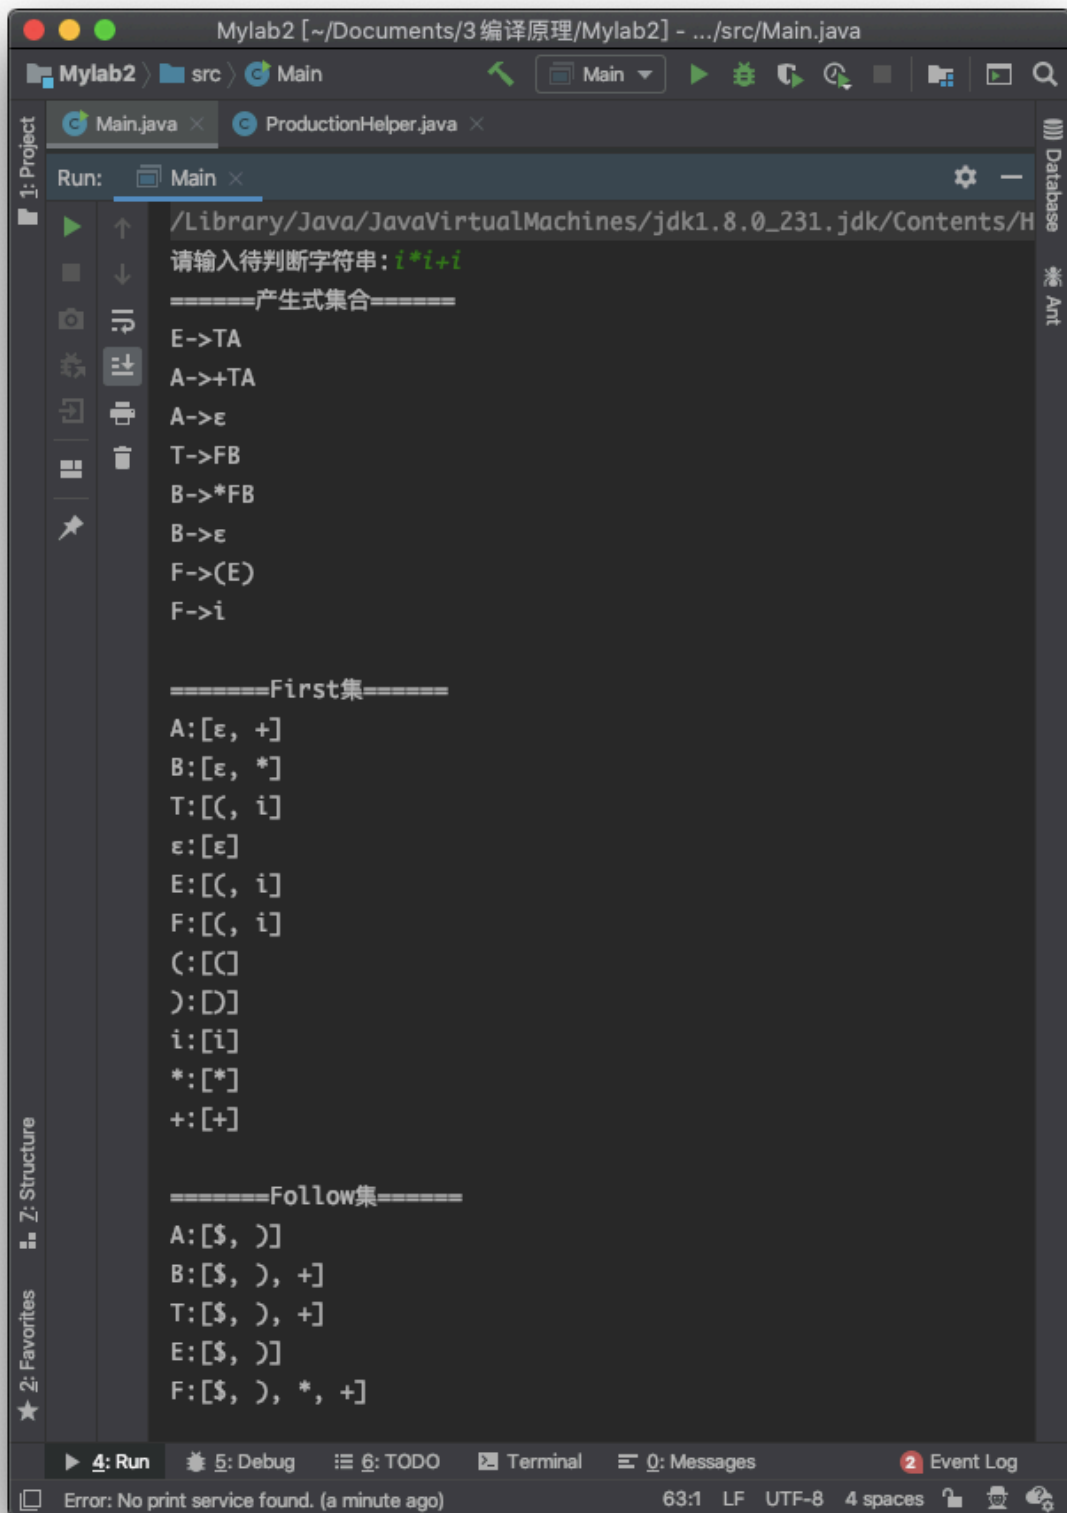 Mylab2 [~/Documents/3编译原理/Mylab2] - .../src/Main.java
Mylab2 src Main Main
Main.java ProductionHelper.java
1: Project
Database
Ant
Run: Main
/Library/Java/JavaVirtualMachines/jdk1.8.0_231.jdk/Contents/H
请输入待判断字符串:i*i+i
======产生式集合======
E->TA
A->+TA
A->ε
T->FB
B->*FB
B->ε
F->(E)
F->i
=======First集======
A:[ε, +]
B:[ε, *]
T:[(, i]
ε:[ε]
E:[(, i]
F:[(, i]
(:[(]
):[)]
i:[i]
*:[*]
+:[+]
=======Follow集======
A:[$, )]
B:[$, ), +]
T:[$, ), +]
E:[$, )]
F:[$, ), *, +]
7: Structure
2: Favorites
4: Run 5: Debug 6: TODO Terminal 0: Messages 2 Event Log
Error: No print service found. (a minute ago) 63:1 LF UTF-8 4 spaces